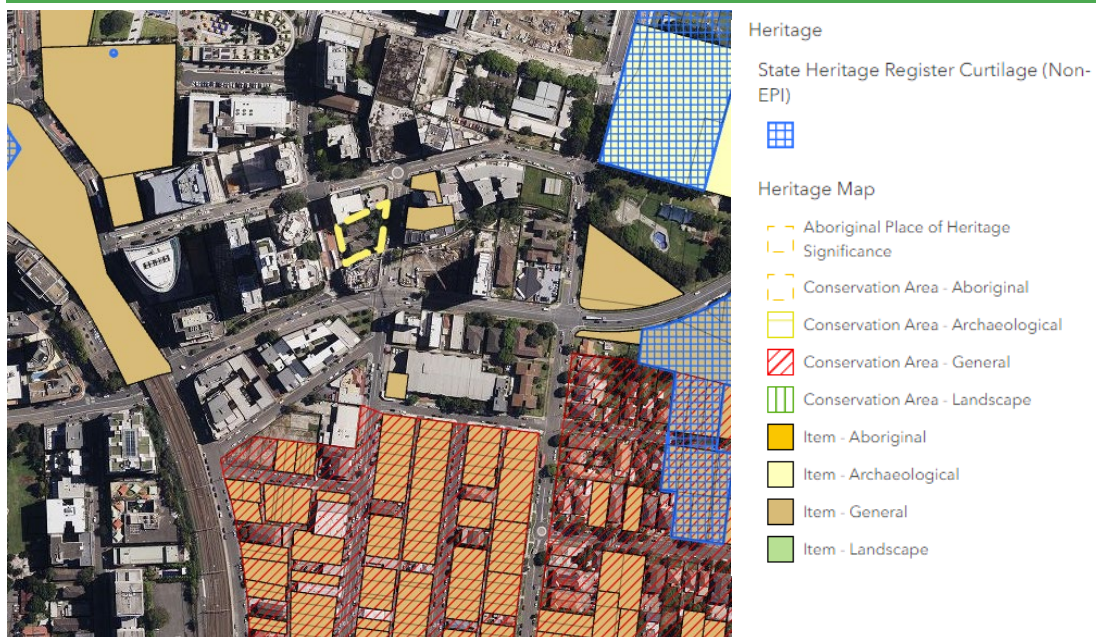 Heritage
State Heritage Register Curtilage (Non-
EPI)
Heritage Map
Aboriginal Place of Heritage
Significance
Conservation Area - Aboriginal
Conservation Area - Archaeological
Conservation Area - General
Conservation Area - Landscape
Item - Aboriginal
Item - Archaeological
Item - General
Item - Landscape